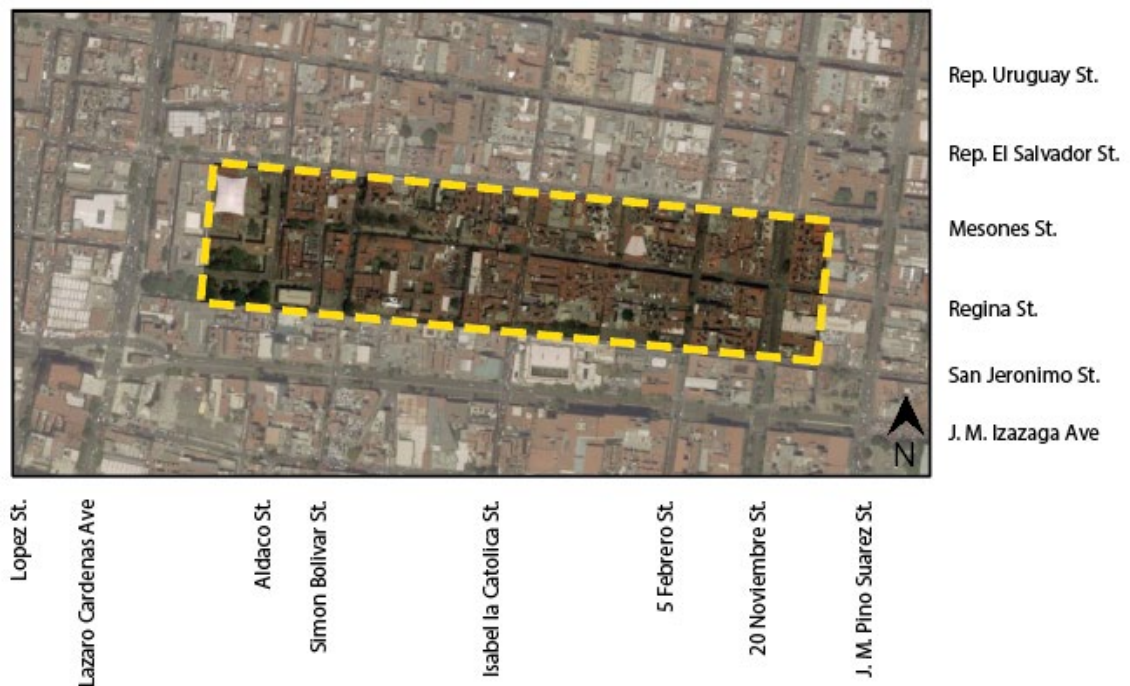 Rep. Uruguay St.
Rep. El Salvador St.
Mesones St.
Regina St.
San Jeronimo St.
J. M. Izazaga Ave
N
Lopez St.
Lazaro Cardenas Ave
Aldaco St.
Simon Bolivar St.
Isabel la Catolica St.
5 Febrero St.
20 Noviembre St.
J. M. Pino Suarez St.